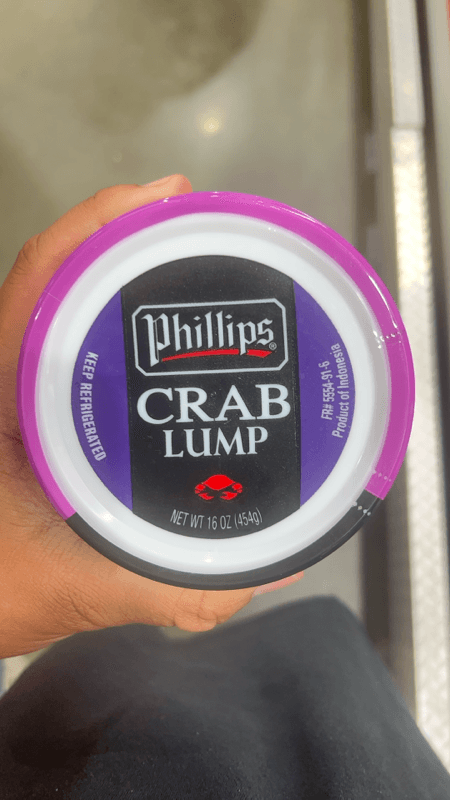 Phillips®
CRAB
LUMP
NET WT 16 OZ (454g)
KEEP REFRIGERATED
FR# 5554-91-6
Product of Indonesia